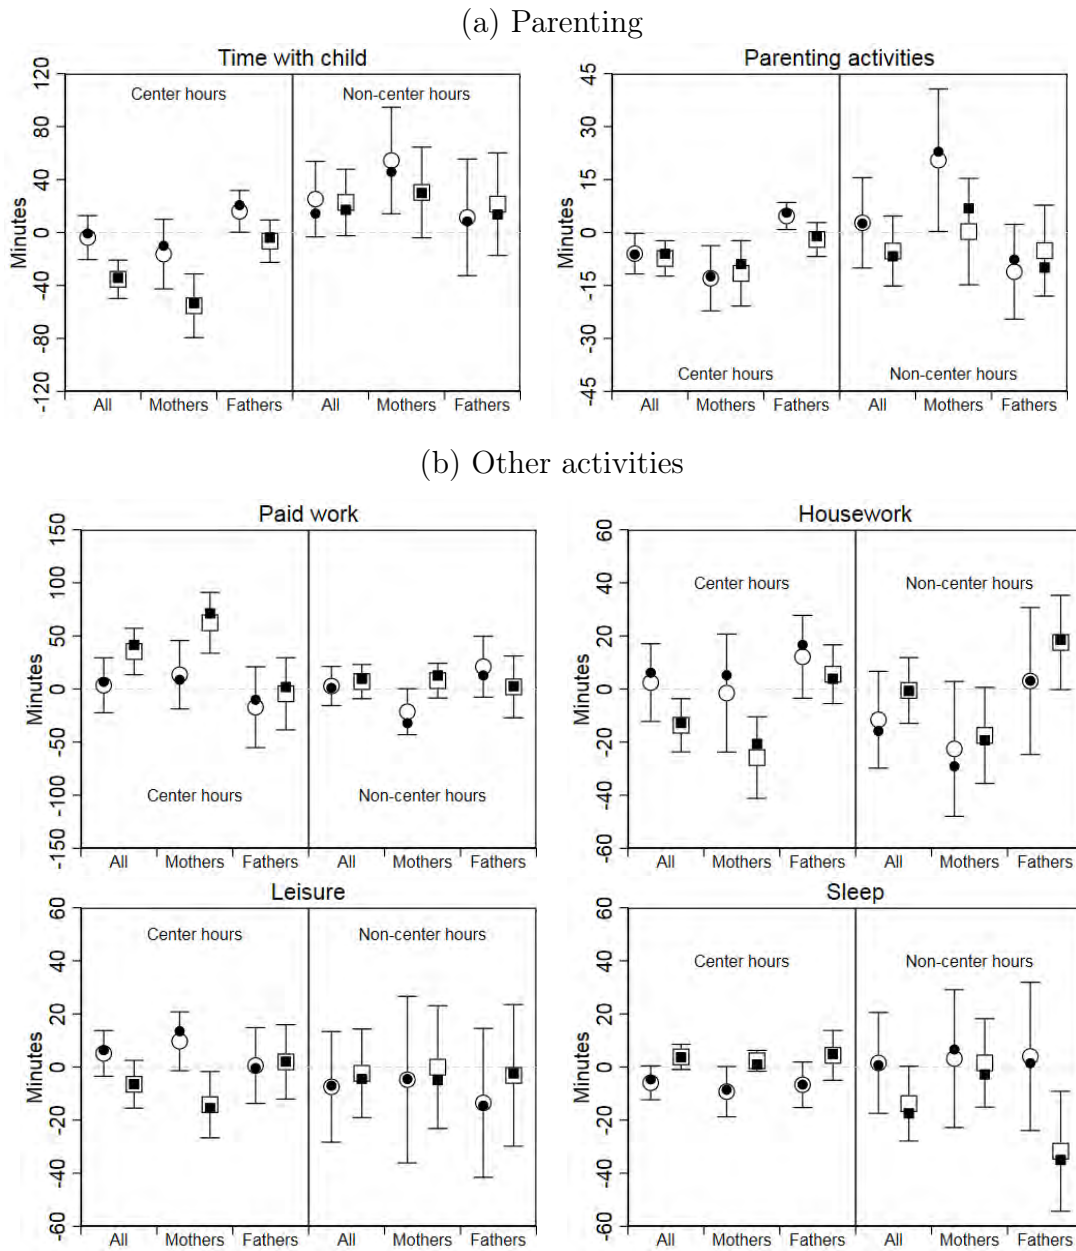 (a) Parenting
Time with child
Parenting activities
Minutes
120
80
40
0
-40
-80
-120
Center hours
Non-center hours
All
Mothers
Fathers
All
Mothers
Fathers
45
30
15
0
-15
-30
-45
Center hours
Non-center hours
All
Mothers
Fathers
All
Mothers
Fathers
(b) Other activities
Paid work
Housework
Minutes
150
100
50
0
-50
-100
-150
Center hours
Non-center hours
All
Mothers
Fathers
All
Mothers
Fathers
Minutes
60
40
20
0
-20
-40
-60
Center hours
Non-center hours
All
Mothers
Fathers
All
Mothers
Fathers
Leisure
Sleep
Minutes
60
40
20
0
-20
-40
-60
Center hours
Non-center hours
All
Mothers
Fathers
All
Mothers
Fathers
Minutes
60
40
20
0
-20
-40
-60
Center hours
Non-center hours
All
Mothers
Fathers
All
Mothers
Fathers